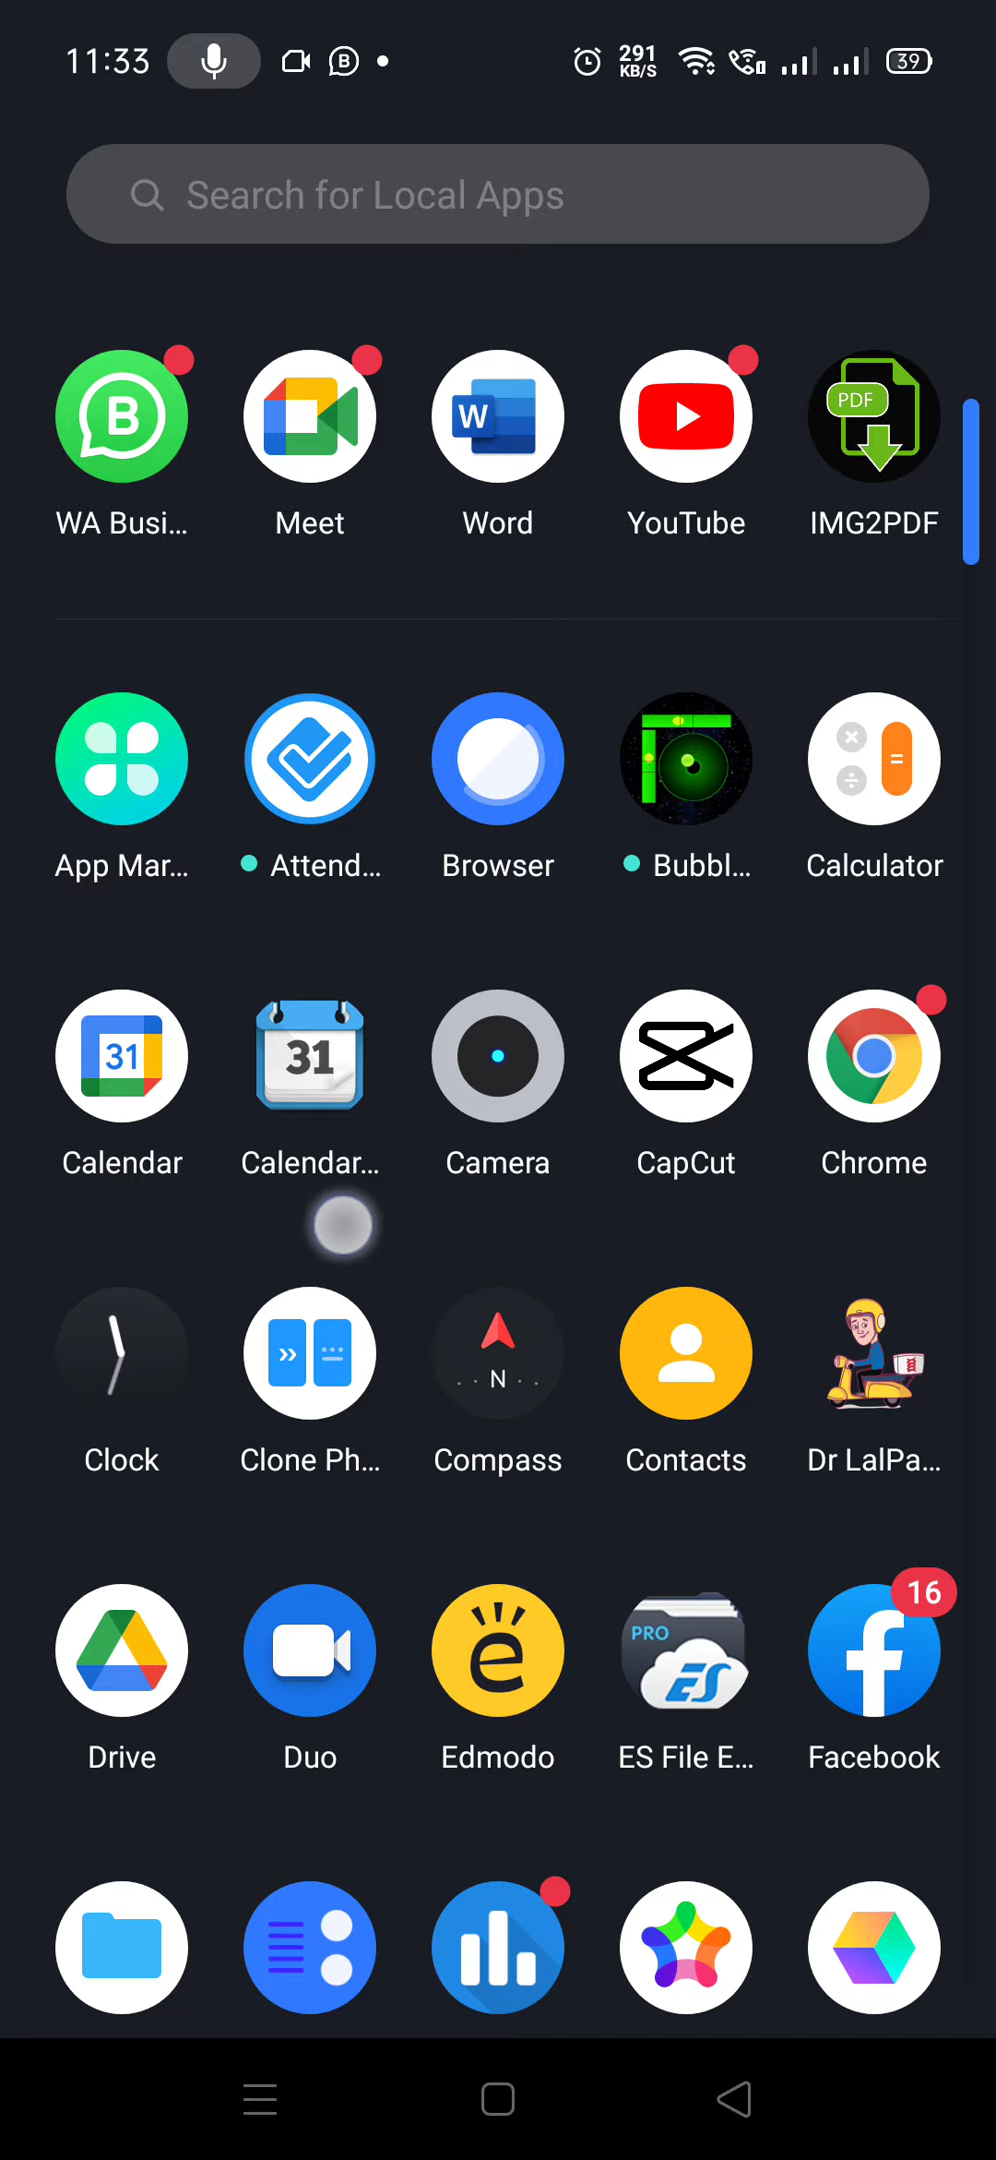 11:33 B 291 KB/S 39
Search for Local Apps
B W PDF
WA Busi... Meet Word YouTube IMG2PDF
App Mar... Attend... Browser Bubbl... Calculator
31 31
Calendar Calendar... Camera CapCut Chrome
N
Clock Clone Ph... Compass Contacts Dr LalPa...
16
e PRO ES f
Drive Duo Edmodo ES File E... Facebook